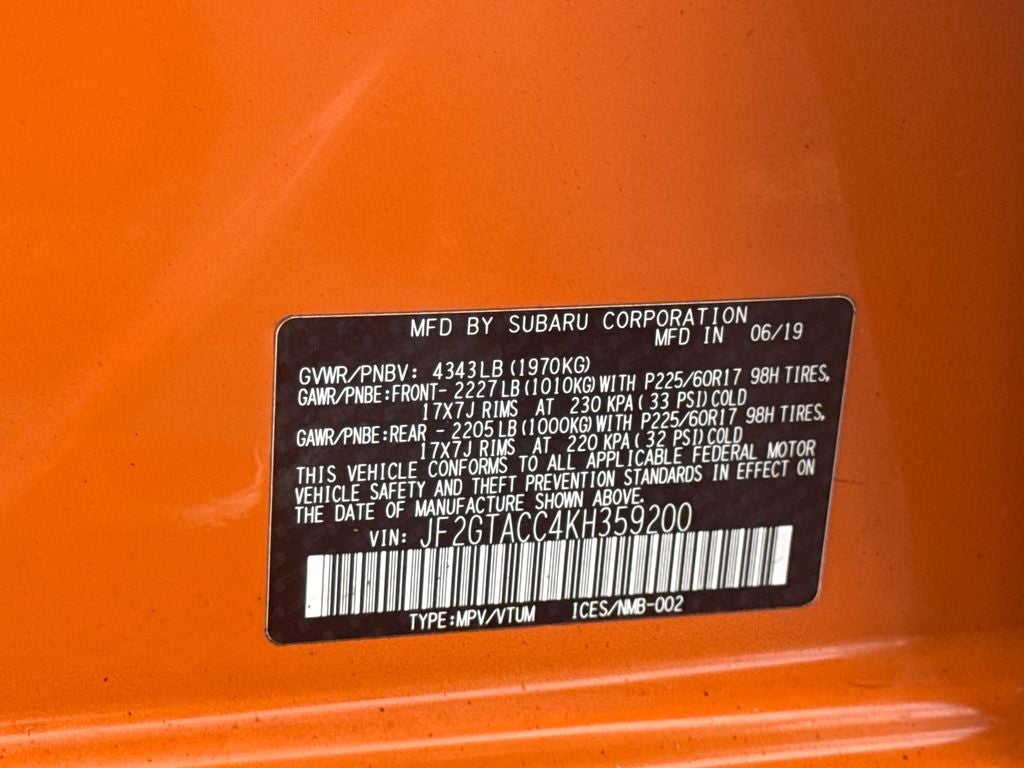 MFD BY SUBARU CORPORATION
MFD IN 06/19
GVWR/PNBV: 4343LB (1970KG)
GAWR/PNBE:FRONT- 2227LB (1010KG) WITH P225/60R17 98H TIRES,
17X7J RIMS AT 230 KPA( 33 PSI) COLD
GAWR/PNBE:REAR - 2205LB (1000KG) WITH P225/60R17 98H TIRES,
17X7J RIMS AT 220 KPA( 32 PSI) COLD
THIS VEHICLE CONFORMS TO ALL APPLICABLE FEDERAL MOTOR
VEHICLE SAFETY AND THEFT PREVENTION STANDARDS IN EFFECT ON
THE DATE OF MANUFACTURE SHOWN ABOVE.
VIN: JF2GTACC4KH359200
TYPE:MPV/VTUM ICES/NMB-002